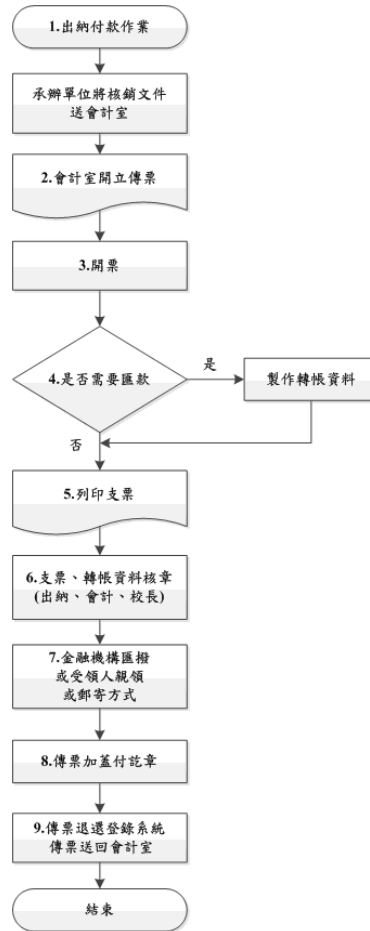 1.出納付款作業
承辦單位將核銷文件
送會計室
2.會計室開立傳票
3.開票
4.是否需要匯款
是
製作轉帳資料
否
5.列印支票
6.支票、轉帳資料核章
(出納、會計、校長)
7.金融機構匯撥
或受領人親領
或郵寄方式
8.傳票加蓋付訖章
9.傳票退還登錄系統
傳票送回會計室
結束